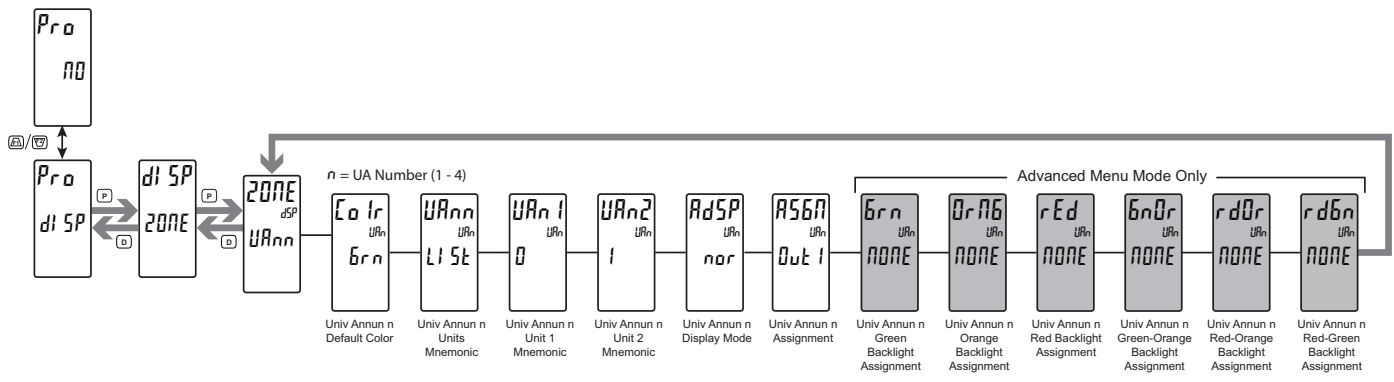 Pro
NO
Pro
dISP
P
D
dISP
ZONE
P
D
ZONE
dSP
UAnn
n = UA Number (1 - 4)
Colr
UAn
Grn
Univ Annun n
Default Color
UAnn
UAn
LISt
Univ Annun n
Units
Mnemonic
UAn1
UAn
0
Univ Annun n
Unit 1
Mnemonic
UAn2
UAn
1
Univ Annun n
Unit 2
Mnemonic
AdSP
UAn
nor
Univ Annun n
Display Mode
ASGN
UAn
Out1
Univ Annun n
Assignment
Advanced Menu Mode Only
Grn
UAn
NONE
Univ Annun n
Green
Backlight
Assignment
OrNG
UAn
NONE
Univ Annun n
Orange
Backlight
Assignment
rEd
UAn
NONE
Univ Annun n
Red Backlight
Assignment
GnOr
UAn
NONE
Univ Annun n
Green-Orange
Backlight
Assignment
rdOr
UAn
NONE
Univ Annun n
Red-Orange
Backlight
Assignment
rdGn
UAn
NONE
Univ Annun n
Red-Green
Backlight
Assignment